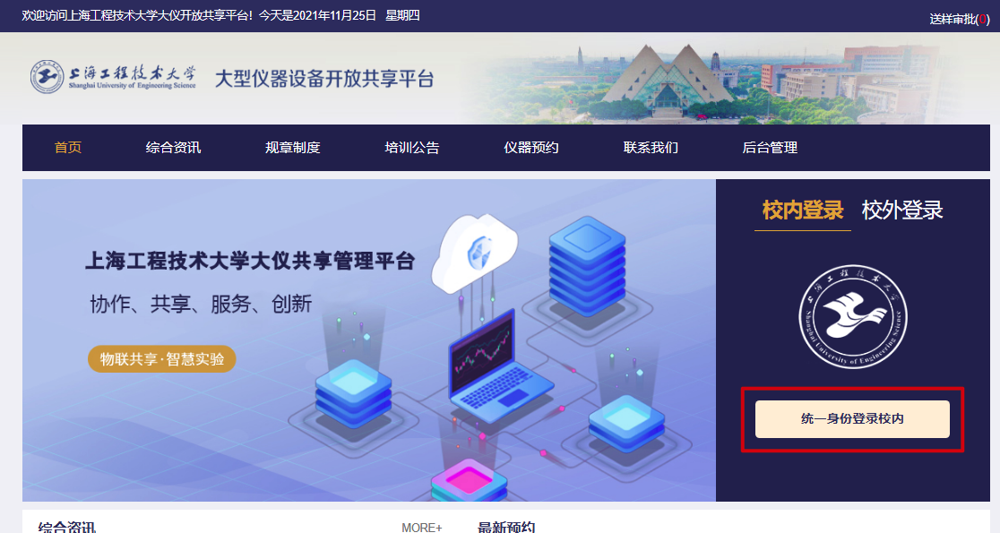 欢迎访问上海工程技术大学大仪开放共享平台！今天是2021年11月25日 星期四
送样审批(0)
上海工程技术大学
Shanghai University of Engineering Science
大型仪器设备开放共享平台
首页 综合资讯 规章制度 培训公告 仪器预约 联系我们 后台管理
上海工程技术大学大仪共享管理平台
协作、共享、服务、创新
物联共享·智慧实验
校内登录 校外登录
上海工程技术大学
Shanghai University of Engineering Science
统一身份登录校内
综合资讯 MORE+ 最新预约